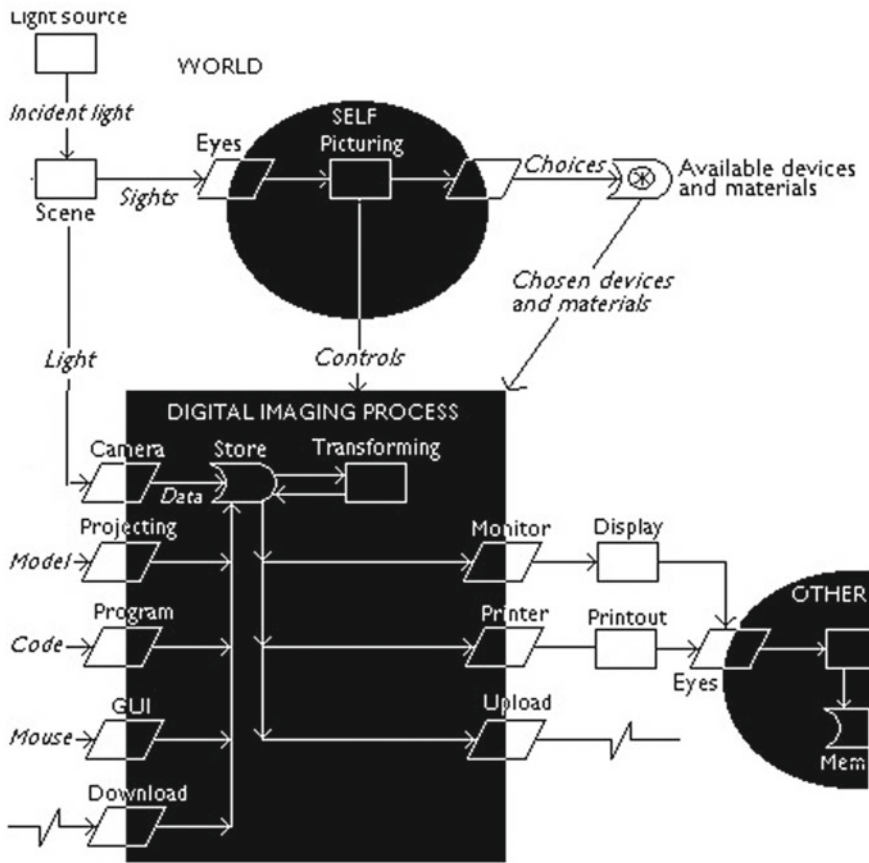 Light source
WORLD
Incident light
SELF
Eyes
Picturing
Choices
Available devices
and materials
Sights
Scene
Chosen devices
and materials
Light
Controls
DIGITAL IMAGING PROCESS
Camera
Store
Transforming
Data
Projecting
Monitor
Display
Model
OTHER
Program
Printer
Printout
Code
Eyes
GUI
Upload
Mouse
Mem
Download